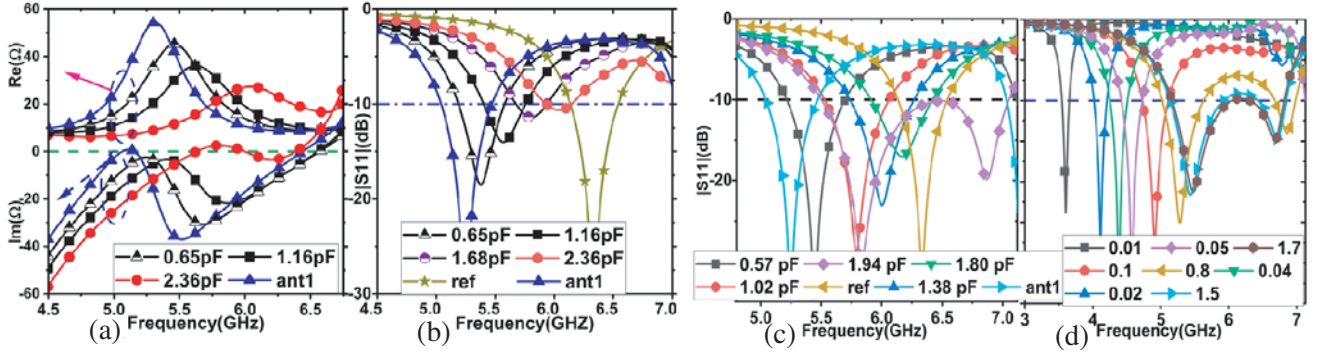 Re(Ω)
Im(Ω)
60
40
20
0
-20
-40
-60
4.5 5.0 5.5 6.0 6.5
Frequency(GHz)
0.65pF 1.16pF
2.36pF ant1
(a)
|S11|(dB)
0
-10
-20
-30
4.5 5.0 5.5 6.0 6.5 7.0
Frequency(GHZ)
0.65pF 1.16pF
1.68pF 2.36pF
ref ant1
(b)
|S11|(dB)
-10
-20
5.0 5.5 6.0 6.5 7.0
Frequency(GHz)
0.57 pF 1.94 pF 1.80 pF
1.02 pF ref 1.38 pF ant1
(c)
3 4 5 6 7
Frequency(GHz)
0.01 0.05 1.7
0.1 0.8 0.04
0.02 1.5
(d)